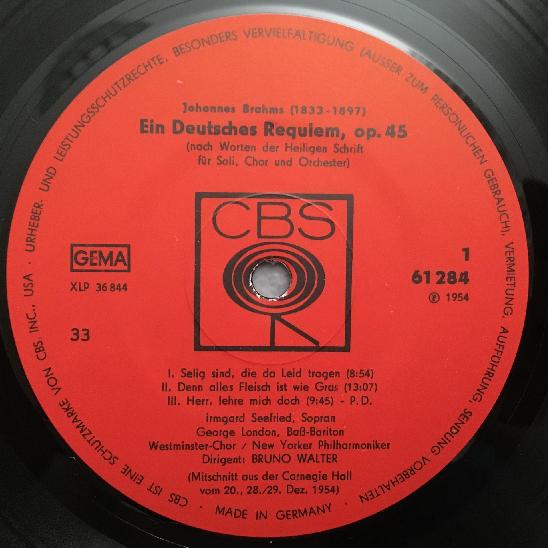 URHEBER- UND LEISTUNGSSCHUTZRECHTE, BESONDERS VERVIELFÄLTIGUNG (AUSSER ZUM PERSÖNLICHEN GEBRAUCH), VERMIETUNG, AUFFÜHRUNG, SENDUNG VORBEHALTEN
Johannes Brahms (1833-1897)
Ein Deutsches Requiem, op. 45
(nach Worten der Heiligen Schrift
für Soli, Chor und Orchester)
CBS
GEMA
XLP 36 844
33
1
61 284
℗ 1954
I. Selig sind, die da Leid tragen (8:54)
II. Denn alles Fleisch ist wie Gras (13:07)
III. Herr, lehre mich doch (9:45) - P.D.
Irmgard Seefried, Sopran
George London, Baß-Bariton
Westminster-Chor / New Yorker Philharmoniker
Dirigent: BRUNO WALTER
(Mitschnitt aus der Carnegie Hall
vom 20., 28./29. Dez. 1954)
CBS IST EINE SCHUTZMARKE VON CBS, INC., USA ·
· MADE IN GERMANY ·